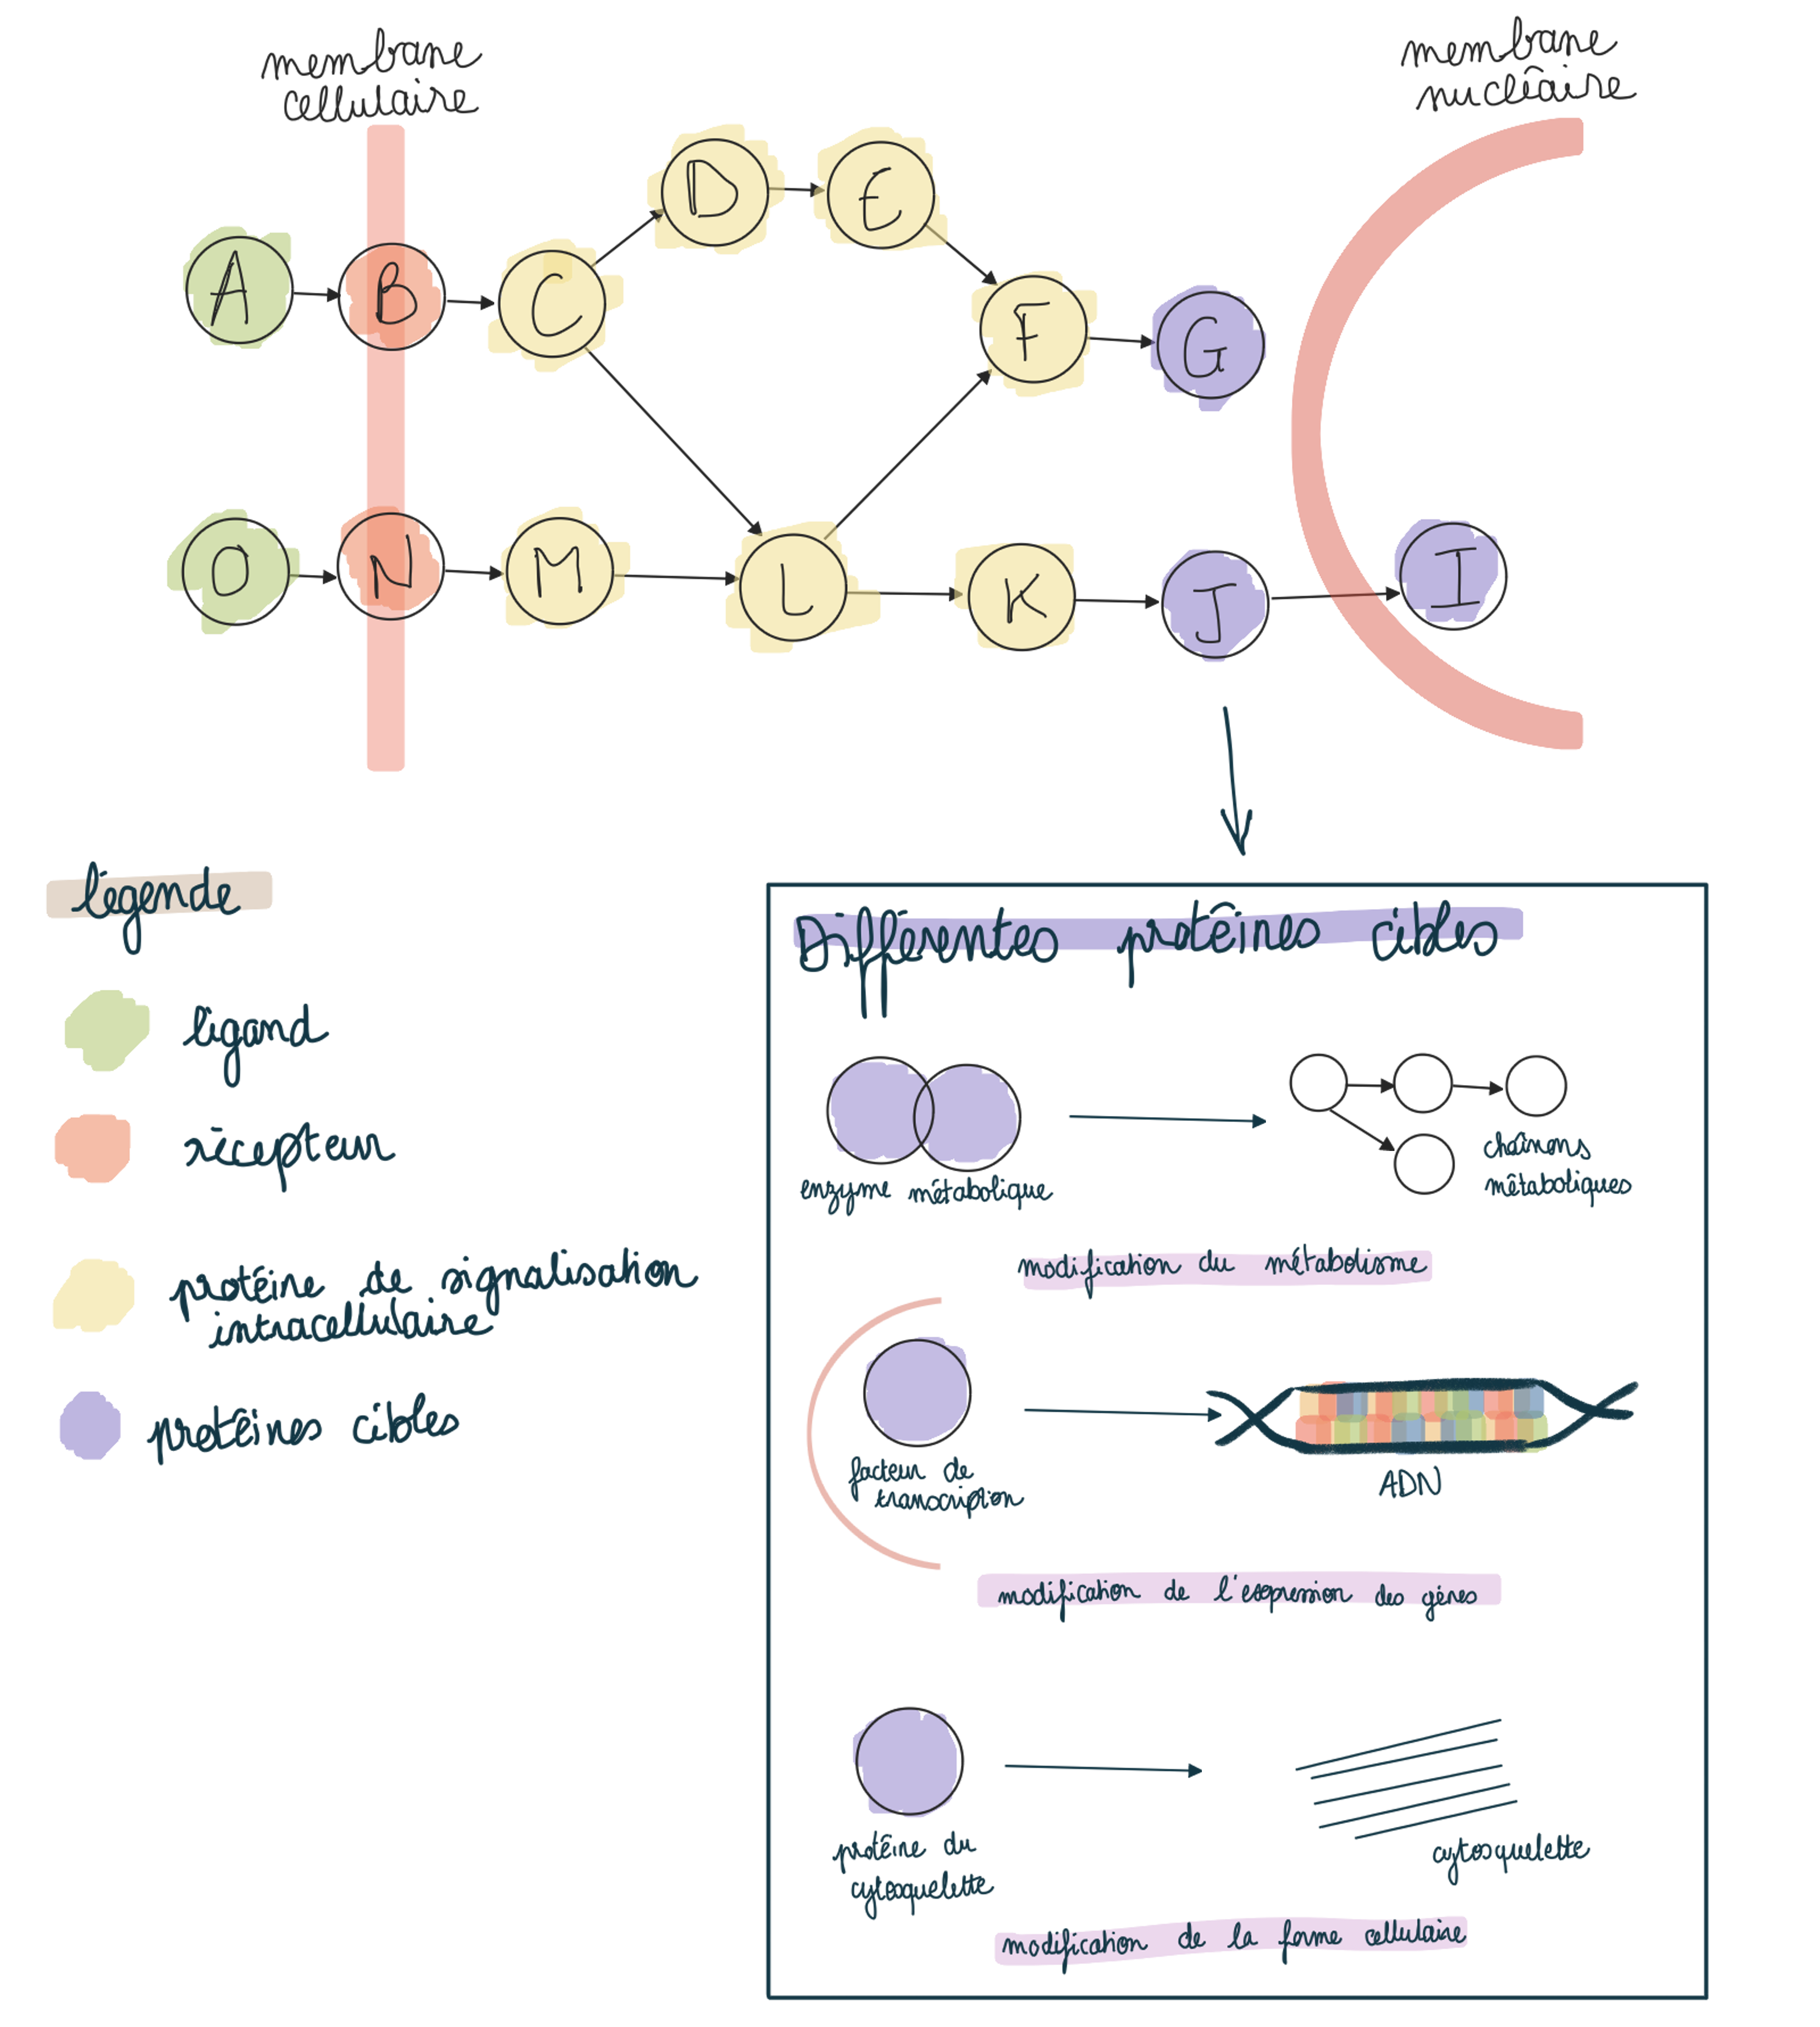 membrane
cellulaire
membrane
nucléaire
A
B
C
D
E
F
G
O
N
M
L
K
J
I
légende
ligand
récepteur
protéine de signalisation
intracellulaire
protéines cibles
Différentes protéines cibles
enzyme métabolique
chaînons
métaboliques
modification du métabolisme
facteur de
transcription
ADN
modification de l'expression des gènes
protéine du
cytosquelette
cytosquelette
modification de la forme cellulaire